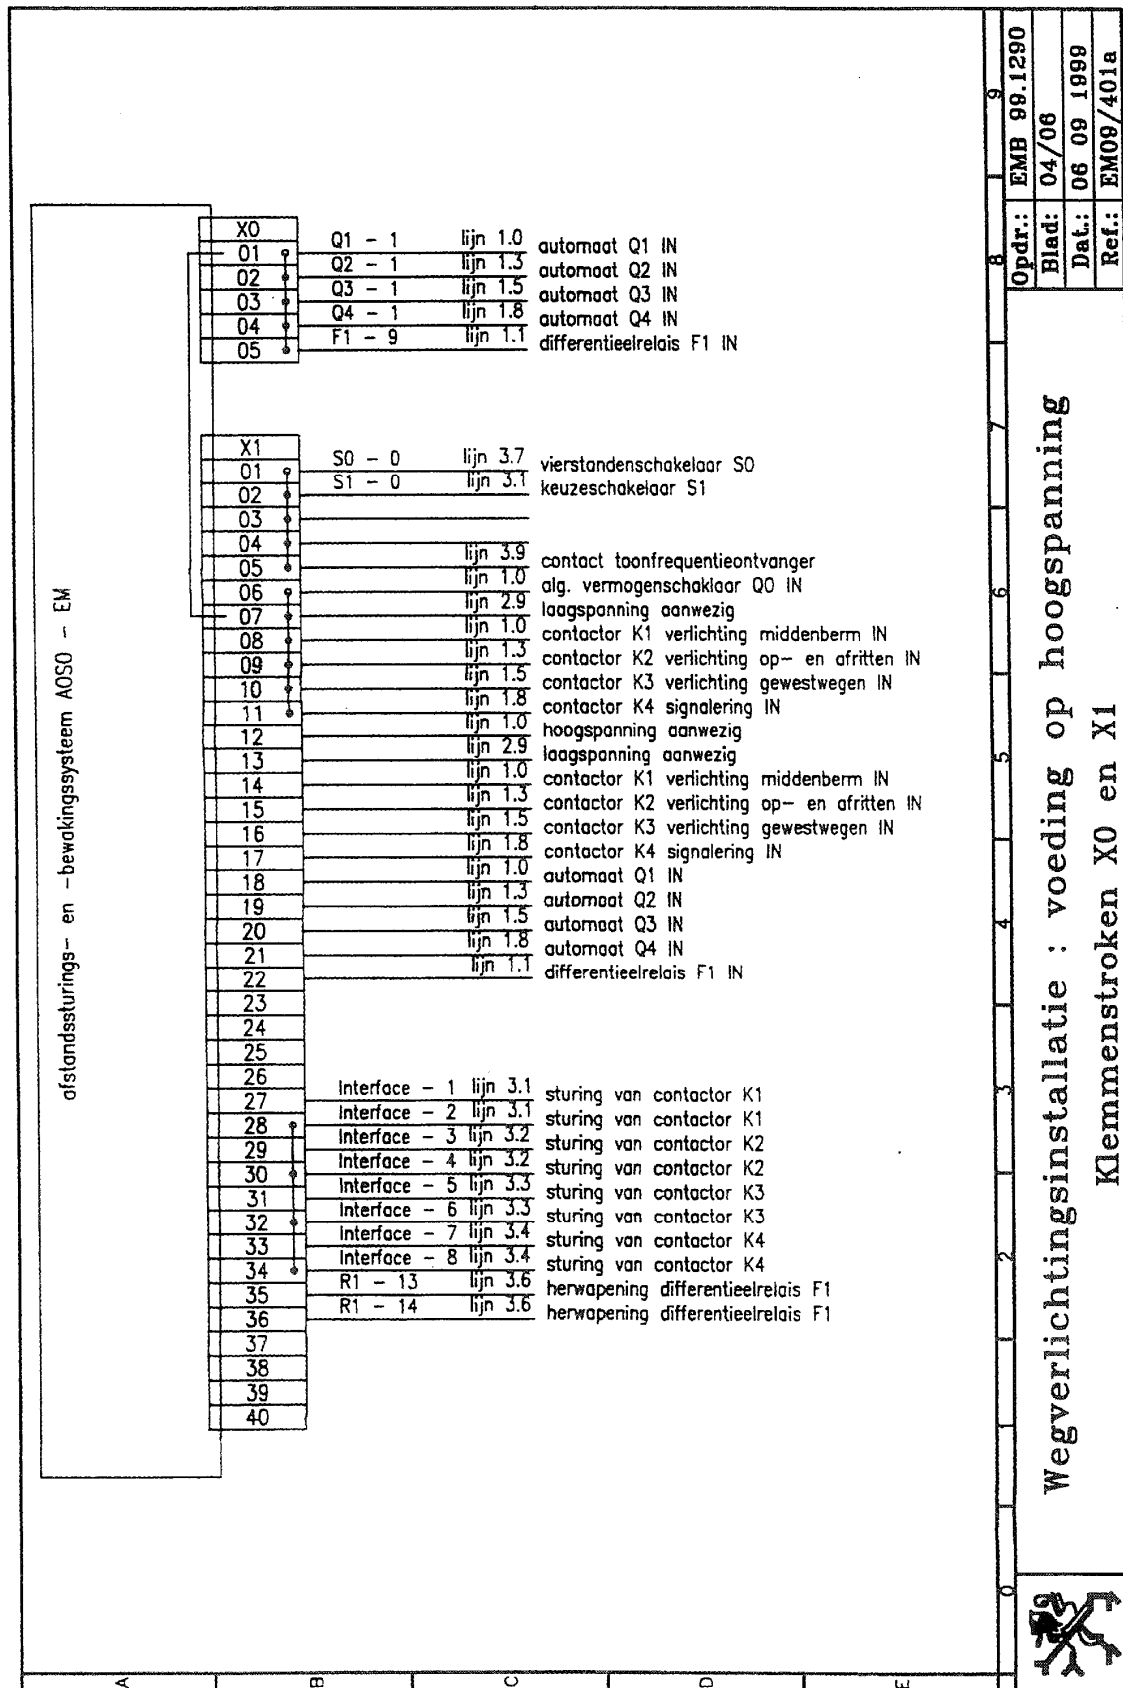 afstandssturings- en -bewakingssysteem AOSO - EM
X0
01 Q1 - 1 lijn 1.0 automaat Q1 IN
02 Q2 - 1 lijn 1.3 automaat Q2 IN
03 Q3 - 1 lijn 1.5 automaat Q3 IN
04 Q4 - 1 lijn 1.8 automaat Q4 IN
05 F1 - 9 lijn 1.1 differentieelrelais F1 IN
X1
01 S0 - 0 lijn 3.7 vierstandenschakelaar S0
02 S1 - 0 lijn 3.1 keuzeschakelaar S1
03
04
05 lijn 3.9 contact toonfrequentieontvanger
06 lijn 1.0 alg. vermogenschaklaar Q0 IN
07 lijn 2.9 laagspanning aanwezig
08 lijn 1.0 contactor K1 verlichting middenberm IN
09 lijn 1.3 contactor K2 verlichting op- en afritten IN
10 lijn 1.5 contactor K3 verlichting gewestwegen IN
11 lijn 1.8 contactor K4 signalering IN
12 lijn 1.0 hoogspanning aanwezig
13 lijn 2.9 laagspanning aanwezig
14 lijn 1.0 contactor K1 verlichting middenberm IN
15 lijn 1.3 contactor K2 verlichting op- en afritten IN
16 lijn 1.5 contactor K3 verlichting gewestwegen IN
17 lijn 1.8 contactor K4 signalering IN
18 lijn 1.0 automaat Q1 IN
19 lijn 1.3 automaat Q2 IN
20 lijn 1.5 automaat Q3 IN
21 lijn 1.8 automaat Q4 IN
22 lijn 1.1 differentieelrelais F1 IN
23
24
25
26
27 Interface - 1 lijn 3.1 sturing van contactor K1
28 Interface - 2 lijn 3.1 sturing van contactor K1
29 Interface - 3 lijn 3.2 sturing van contactor K2
30 Interface - 4 lijn 3.2 sturing van contactor K2
31 Interface - 5 lijn 3.3 sturing van contactor K3
32 Interface - 6 lijn 3.3 sturing van contactor K3
33 Interface - 7 lijn 3.4 sturing van contactor K4
34 Interface - 8 lijn 3.4 sturing van contactor K4
35 R1 - 13 lijn 3.6 herwapening differentieelrelais F1
36 R1 - 14 lijn 3.6 herwapening differentieelrelais F1
37
38
39
40
A B C D E
0 2 3 4 5 6 7 8 9
Wegverlichtingsinstallatie : voeding op hoogspanning
Klemmenstroken X0 en X1
Opdr.: EMB 99.1290
Blad: 04/06
Dat.: 06 09 1999
Ref.: EM09/401a